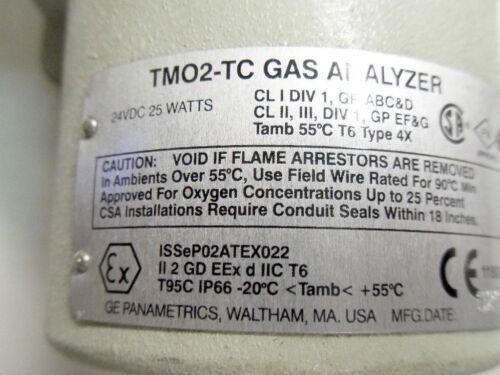 TMO2-TC GAS ANALYZER
24VDC 25 WATTS
CL I DIV 1, GP ABC&D
CL II, III, DIV 1, GP EF&G
Tamb 55°C T6 Type 4X
CAUTION: VOID IF FLAME ARRESTORS ARE REMOVED
In Ambients Over 55°C, Use Field Wire Rated For 90°C Min
Approved For Oxygen Concentrations Up to 25 Percent
CSA Installations Require Conduit Seals Within 18 Inches.
Ex
ISSeP02ATEX022
II 2 GD EEx d IIC T6
T95C IP66 -20°C <Tamb< +55°C
CE
GE PANAMETRICS, WALTHAM, MA. USA MFG.DATE: